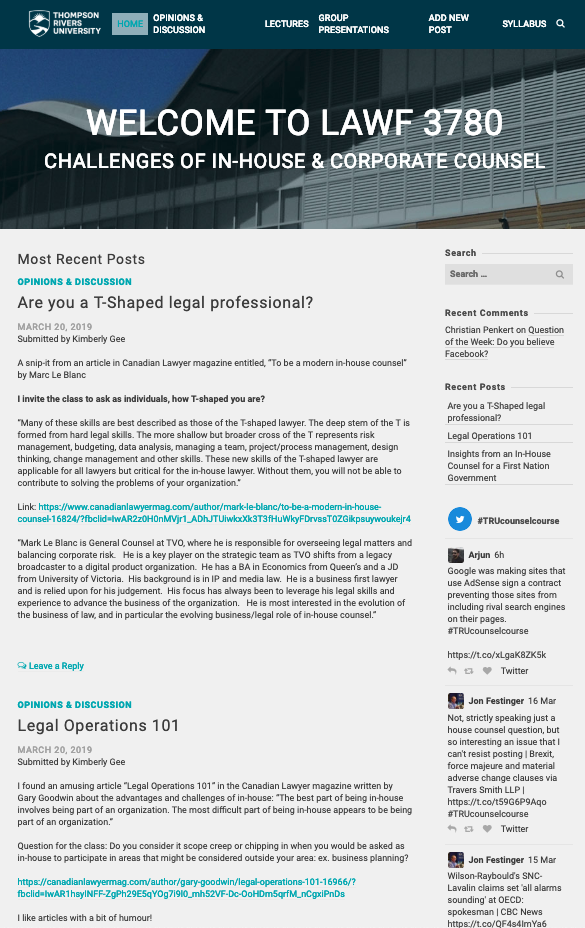 THOMPSON
RIVERS
UNIVERSITY
HOME
OPINIONS &
DISCUSSION
LECTURES
GROUP
PRESENTATIONS
ADD NEW
POST
SYLLABUS
WELCOME TO LAWF 3780
CHALLENGES OF IN-HOUSE & CORPORATE COUNSEL
Most Recent Posts
OPINIONS & DISCUSSION
Are you a T-Shaped legal professional?
MARCH 20, 2019
Submitted by Kimberly Gee
A snip-it from an article in Canadian Lawyer magazine entitled, “To be a modern in-house counsel”
by Marc Le Blanc
I invite the class to ask as individuals, how T-shaped you are?
“Many of these skills are best described as those of the T-shaped lawyer. The deep stem of the T is
formed from hard legal skills. The more shallow but broader cross of the T represents risk
management, budgeting, data analysis, managing a team, project/process management, design
thinking, change management and other skills. These new skills of the T-shaped lawyer are
applicable for all lawyers but critical for the in-house lawyer. Without them, you will not be able to
contribute to solving the problems of your organization.”
Link: https://www.canadianlawyermag.com/author/mark-le-blanc/to-be-a-modern-in-house-
“Mark Le Blanc is General Counsel at TVO, where he is responsible for overseeing legal matters and
balancing corporate risk. He is a key player on the strategic team as TVO shifts from a legacy
broadcaster to a digital product organization. He has a BA in Economics from Queen’s and a JD
from University of Victoria. His background is in IP and media law. He is a business first lawyer
and is relied upon for his judgement. His focus has always been to leverage his legal skills and
experience to advance the business of the organization. He is most interested in the evolution of
the business of law, and in particular the evolving business/legal role of in-house counsel.”
Leave a Reply
OPINIONS & DISCUSSION
Legal Operations 101
MARCH 20, 2019
Submitted by Kimberly Gee
I found an amusing article “Legal Operations 101” in the Canadian Lawyer magazine written by
Gary Goodwin about the advantages and challenges of in-house: “The best part of being in-house
involves being part of an organization. The most difficult part of being in-house appears to be being
part of an organization.”
Question for the class: Do you consider it scope creep or chipping in when you would be asked as
in-house to participate in areas that might be considered outside your area: ex. business planning?
https://canadianlawyermag.com/author/gary-goodwin/legal-operations-101-16966/?
I like articles with a bit of humour!
Search
Search ...
Recent Comments
Christian Penkert on Question
of the Week: Do you believe
Facebook?
Recent Posts
Are you a T-Shaped legal
professional?
Legal Operations 101
Insights from an In-House
Counsel for a First Nation
Government
#TRUcounselcourse
Arjun 6h
Google was making sites that
use AdSense sign a contract
preventing those sites from
including rival search engines
on their pages.
#TRUcounselcourse
https://t.co/xLgaK8ZK5k
Twitter
Jon Festinger 16 Mar
Not, strictly speaking just a
house counsel question, but
so interesting an issue that I
can't resist posting | Brexit,
force majeure and material
adverse change clauses via
Travers Smith LLP |
https://t.co/t59G6P9Aqo
#TRUcounselcourse
Twitter
Jon Festinger 15 Mar
Wilson-Raybould's SNC-
Lavalin claims set 'all alarms
sounding' at OECD:
spokesman | CBC News
https://t.co/QF4s4ImYa6